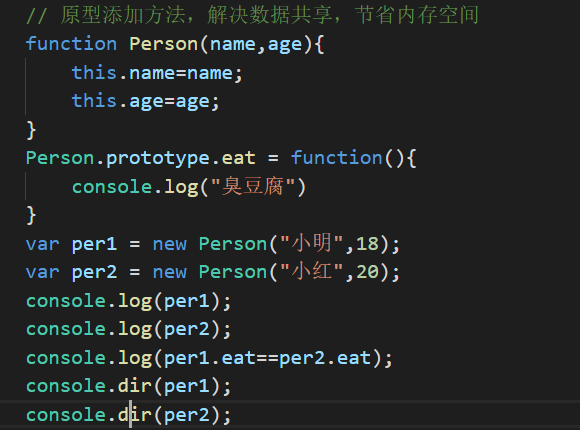 // 原型添加方法，解决数据共享，节省内存空间
function Person(name,age){
    this.name=name;
    this.age=age;
}
Person.prototype.eat = function(){
    console.log("臭豆腐")
}
var per1 = new Person("小明",18);
var per2 = new Person("小红",20);
console.log(per1);
console.log(per2);
console.log(per1.eat==per2.eat);
console.dir(per1);
console.dir(per2);